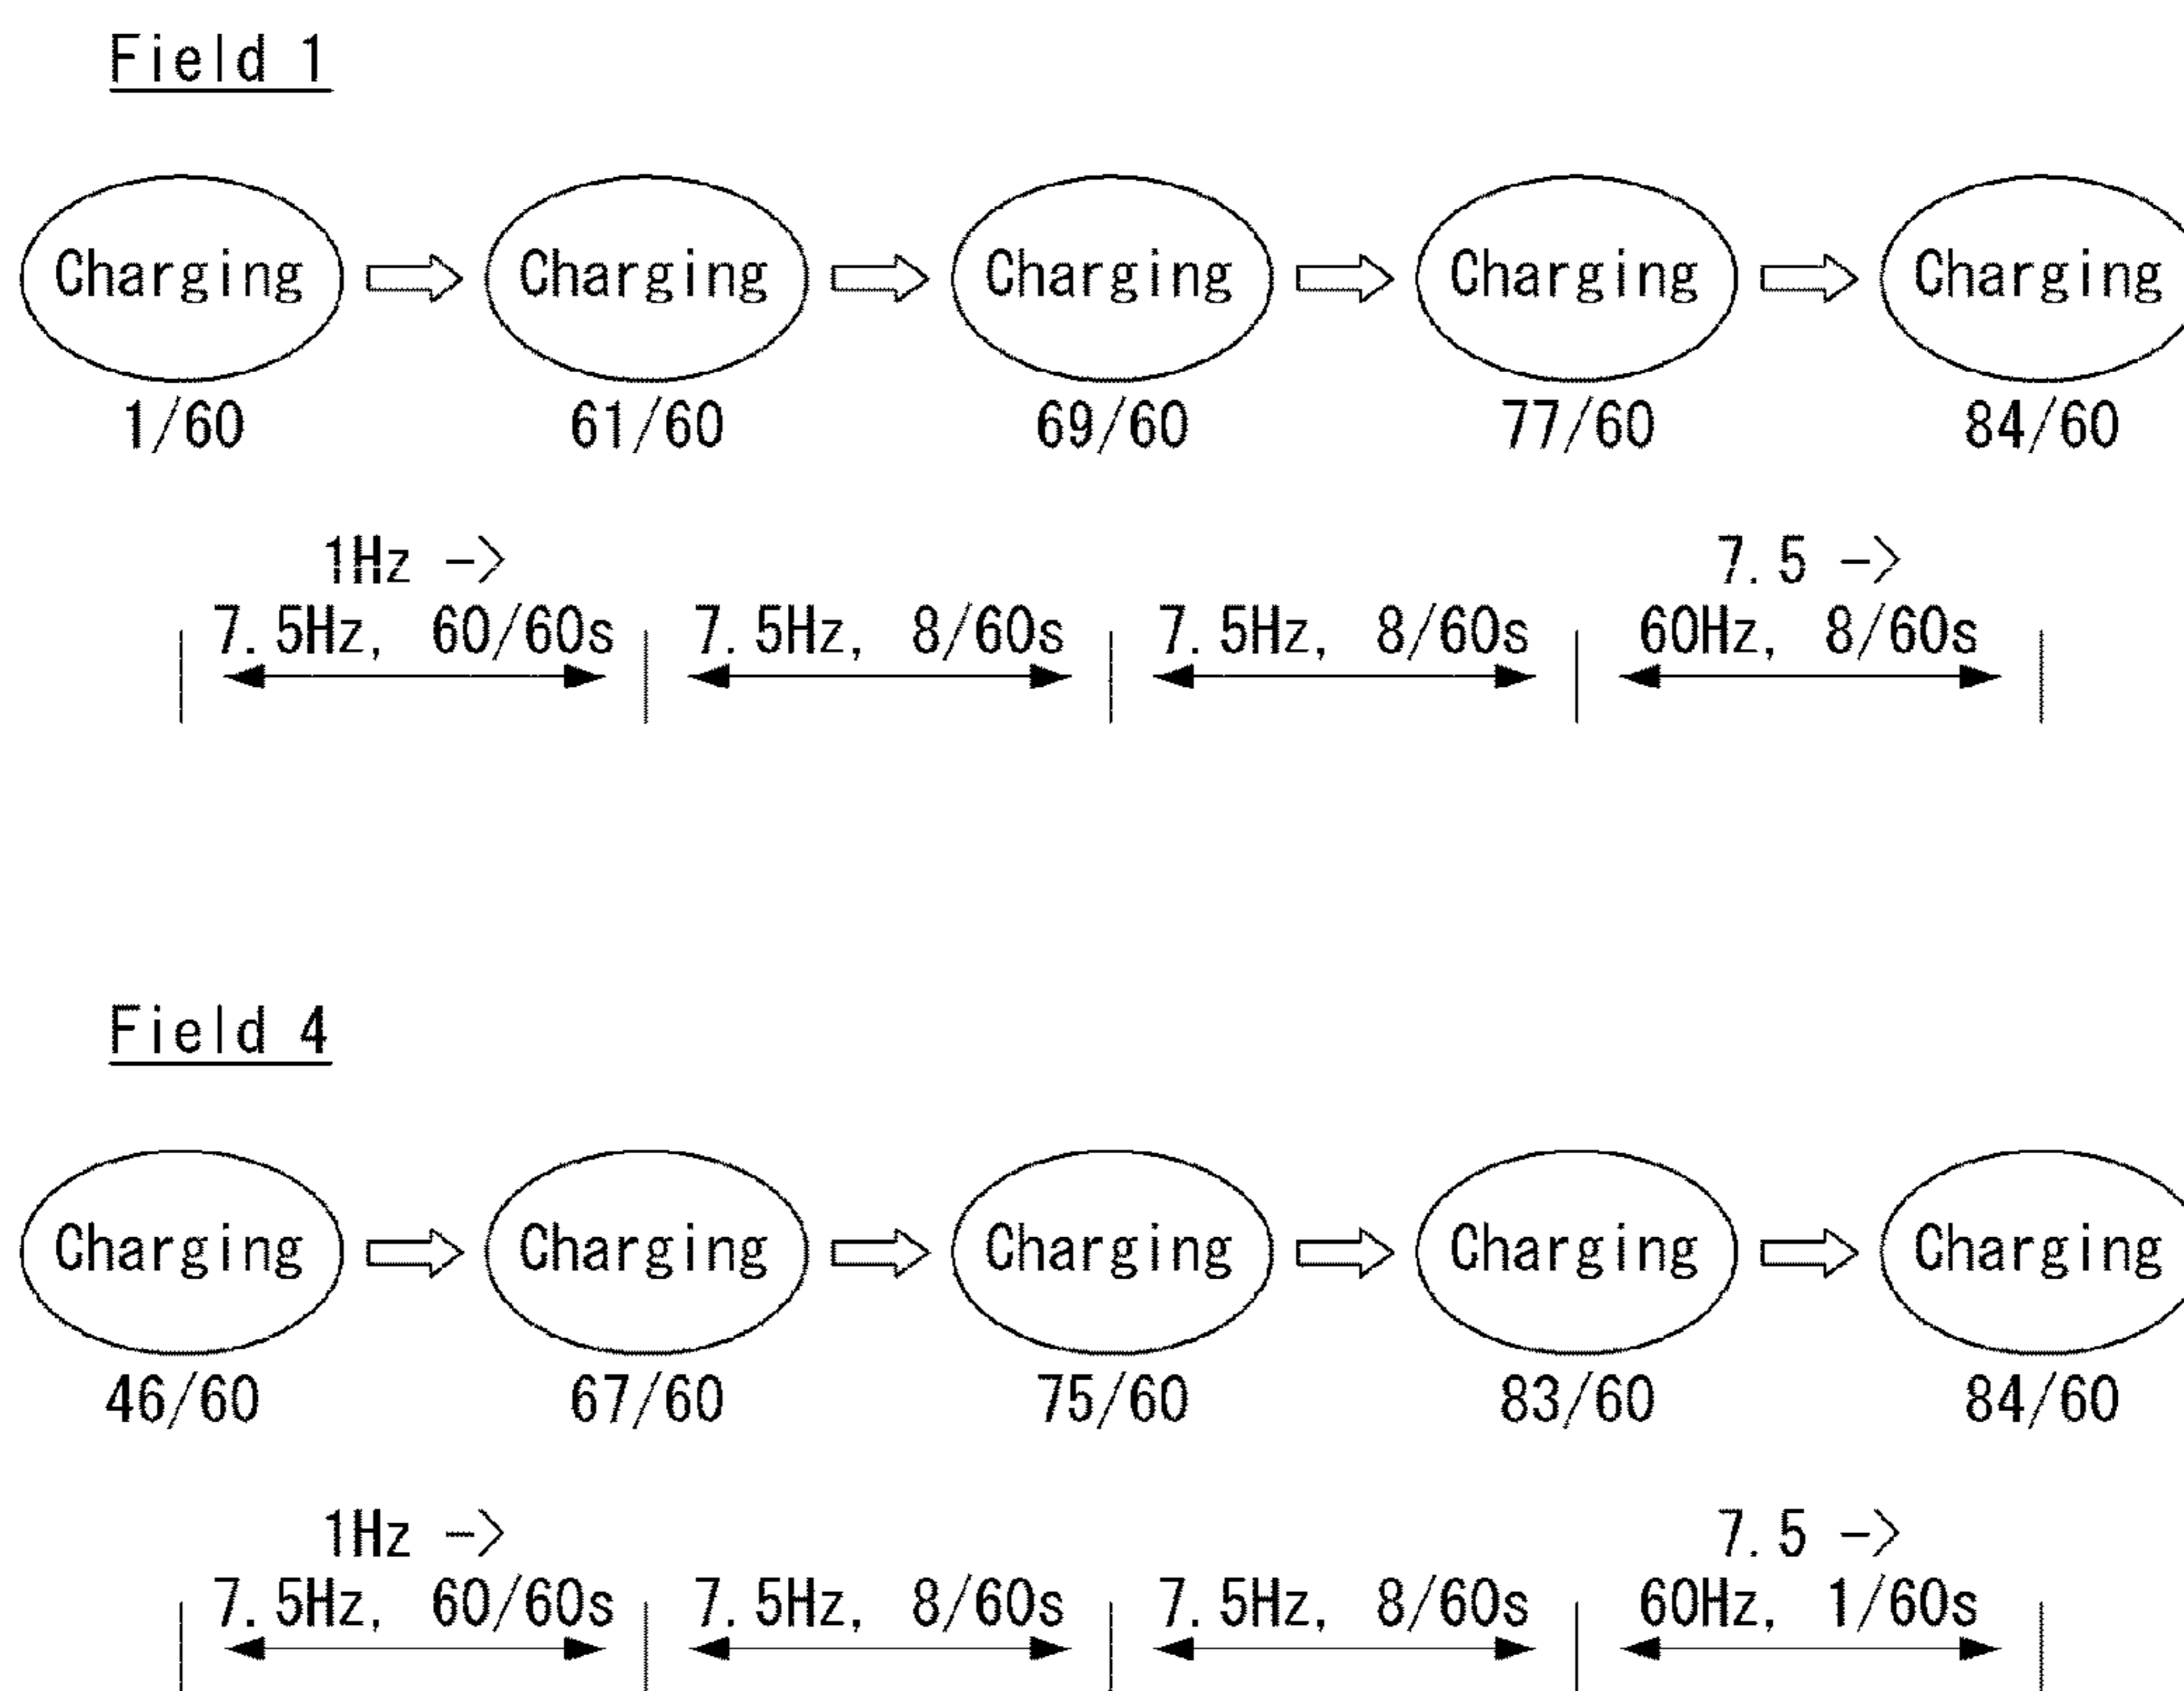 Field 1
Charging Charging Charging Charging Charging
1/60 61/60 69/60 77/60 84/60
1Hz -> 7.5 ->
7.5Hz, 60/60s 7.5Hz, 8/60s 7.5Hz, 8/60s 60Hz, 8/60s
Field 4
Charging Charging Charging Charging Charging
46/60 67/60 75/60 83/60 84/60
1Hz -> 7.5 ->
7.5Hz, 60/60s 7.5Hz, 8/60s 7.5Hz, 8/60s 60Hz, 1/60s